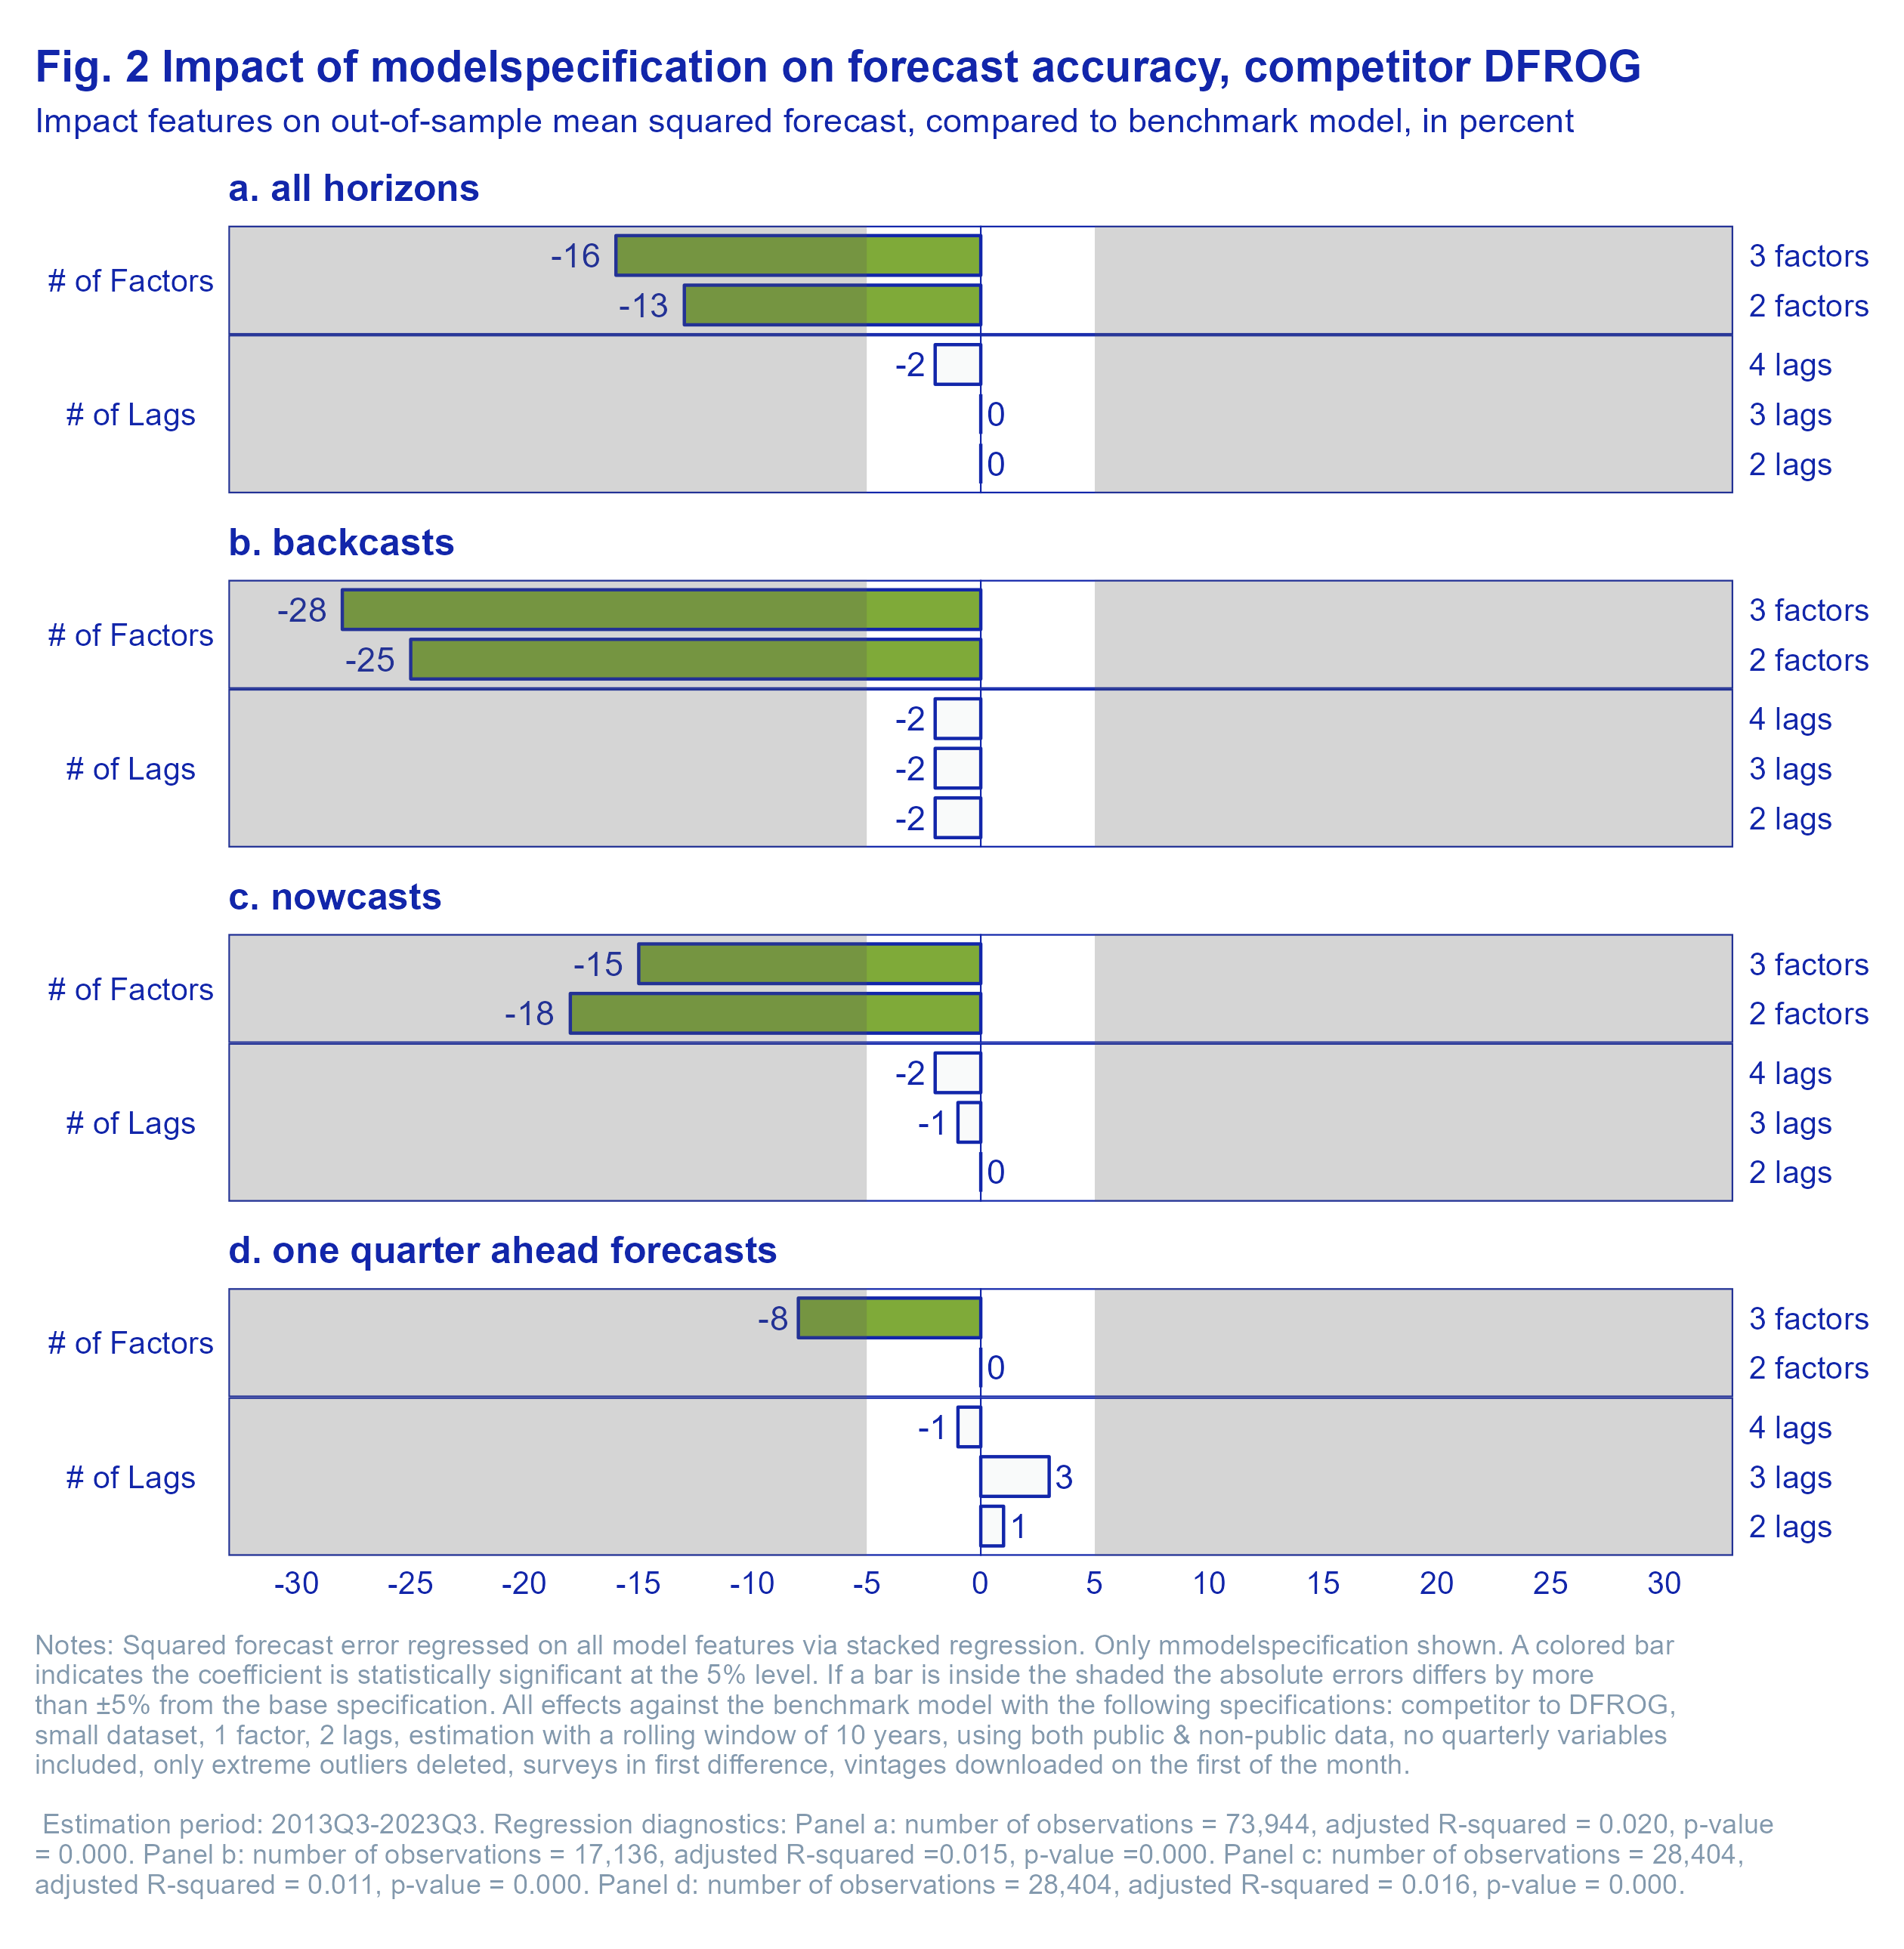 Fig. 2 Impact of modelspecification on forecast accuracy, competitor DFROG
Impact features on out-of-sample mean squared forecast, compared to benchmark model, in percent
a. all horizons
# of Factors
-16
3 factors
-13
2 factors
# of Lags
-2
4 lags
0
3 lags
0
2 lags
b. backcasts
# of Factors
-28
3 factors
-25
2 factors
# of Lags
-2
4 lags
-2
3 lags
-2
2 lags
c. nowcasts
# of Factors
-15
3 factors
-18
2 factors
# of Lags
-2
4 lags
-1
3 lags
0
2 lags
d. one quarter ahead forecasts
# of Factors
-8
3 factors
0
2 factors
# of Lags
-1
4 lags
3
3 lags
1
2 lags
-30 -25 -20 -15 -10 -5 0 5 10 15 20 25 30
Notes: Squared forecast error regressed on all model features via stacked regression. Only mmodelspecification shown. A colored bar
indicates the coefficient is statistically significant at the 5% level. If a bar is inside the shaded the absolute errors differs by more
than ±5% from the base specification. All effects against the benchmark model with the following specifications: competitor to DFROG,
small dataset, 1 factor, 2 lags, estimation with a rolling window of 10 years, using both public & non-public data, no quarterly variables
included, only extreme outliers deleted, surveys in first difference, vintages downloaded on the first of the month.
Estimation period: 2013Q3-2023Q3. Regression diagnostics: Panel a: number of observations = 73,944, adjusted R-squared = 0.020, p-value
= 0.000. Panel b: number of observations = 17,136, adjusted R-squared =0.015, p-value =0.000. Panel c: number of observations = 28,404,
adjusted R-squared = 0.011, p-value = 0.000. Panel d: number of observations = 28,404, adjusted R-squared = 0.016, p-value = 0.000.